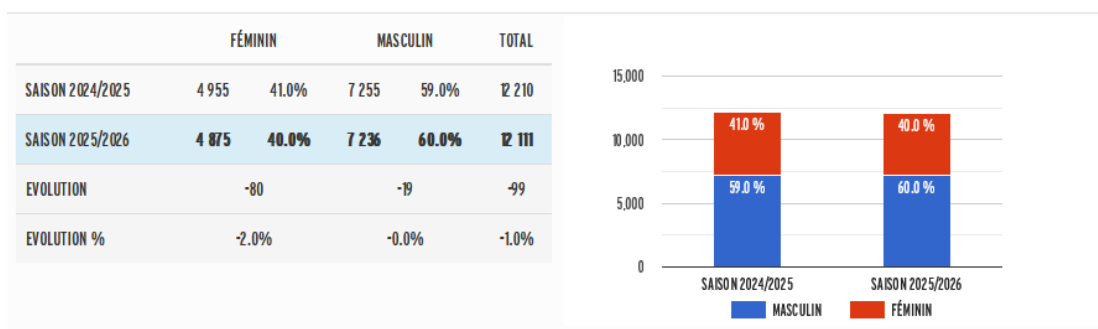 FÉMININ MASCULIN TOTAL
SAISON 2024/2025 4 955 41.0% 7 255 59.0% 12 210
SAISON 2025/2026 4 875 40.0% 7 236 60.0% 12 111
EVOLUTION -80 -19 -99
EVOLUTION % -2.0% -0.0% -1.0%
15,000
10,000
5,000
0
41.0 % 40.0 %
59.0 % 60.0 %
SAISON 2024/2025 SAISON 2025/2026
MASCULIN FÉMININ